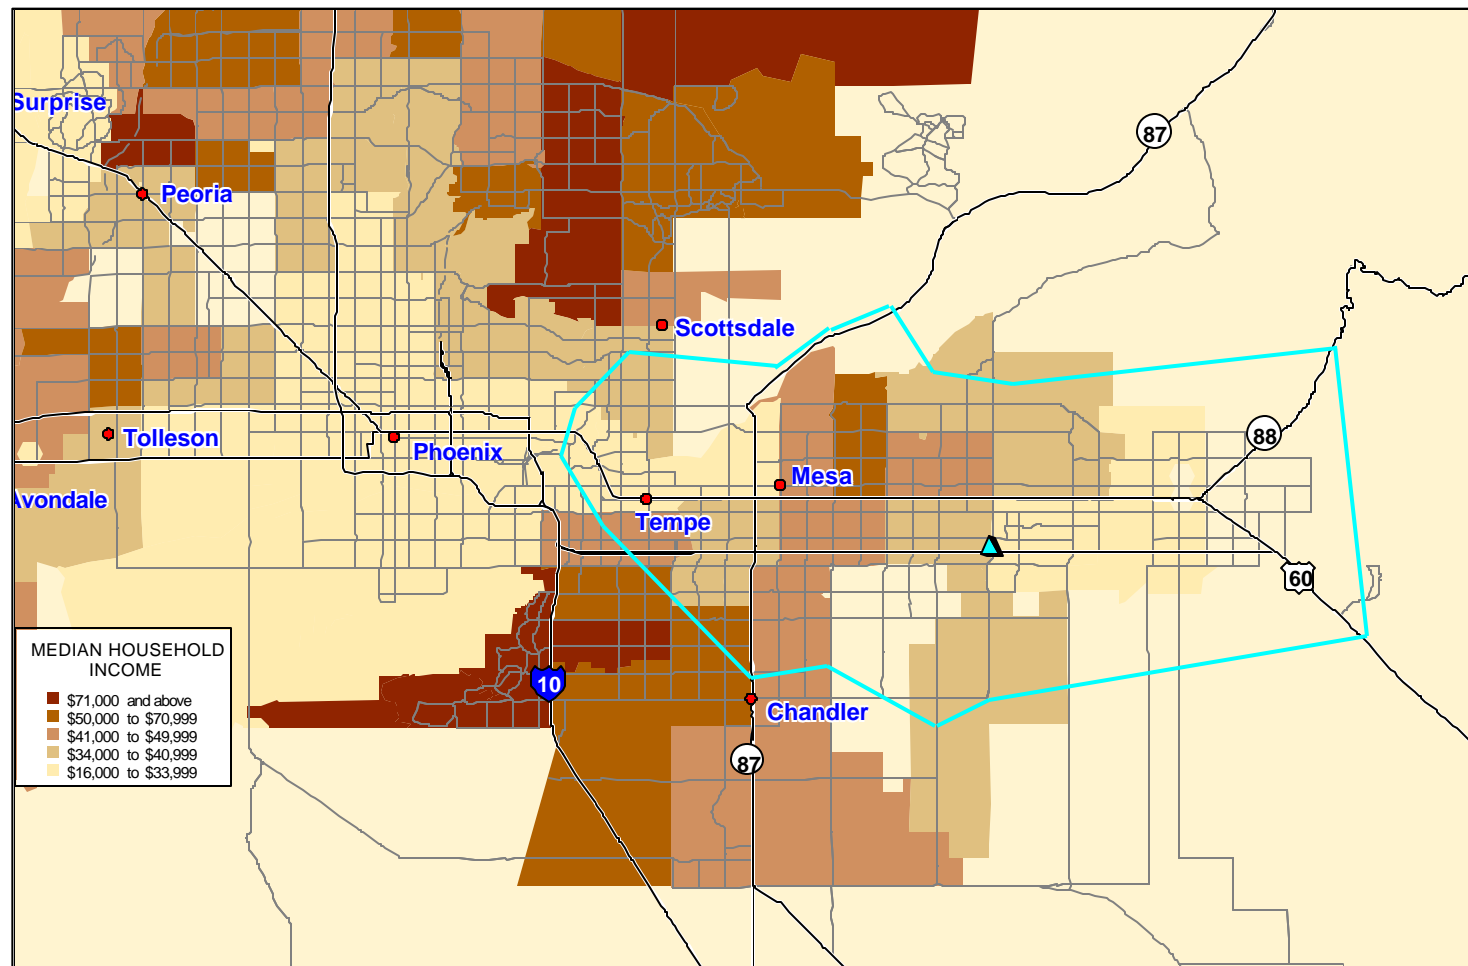 Surprise
87
Peoria
Scottsdale
Tolleson
Phoenix
88
Mesa
Avondale
Tempe
60
MEDIAN HOUSEHOLD
INCOME
$71,000 and above
$50,000 to $70,999
$41,000 to $49,999
$34,000 to $40,999
$16,000 to $33,999
10
Chandler
87